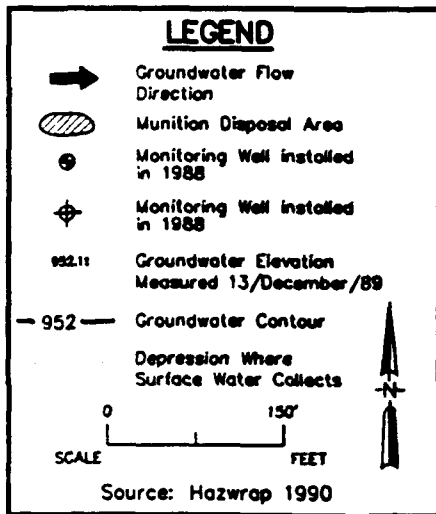 LEGEND
Groundwater Flow
Direction
Munition Disposal Area
Monitoring Well installed
in 1988
Monitoring Well installed
in 1988
952.11 Groundwater Elevation
Measured 13/December/89
952 Groundwater Contour
Depression Where
Surface Water Collects
N
0 150'
SCALE FEET
Source: Hazwrap 1990